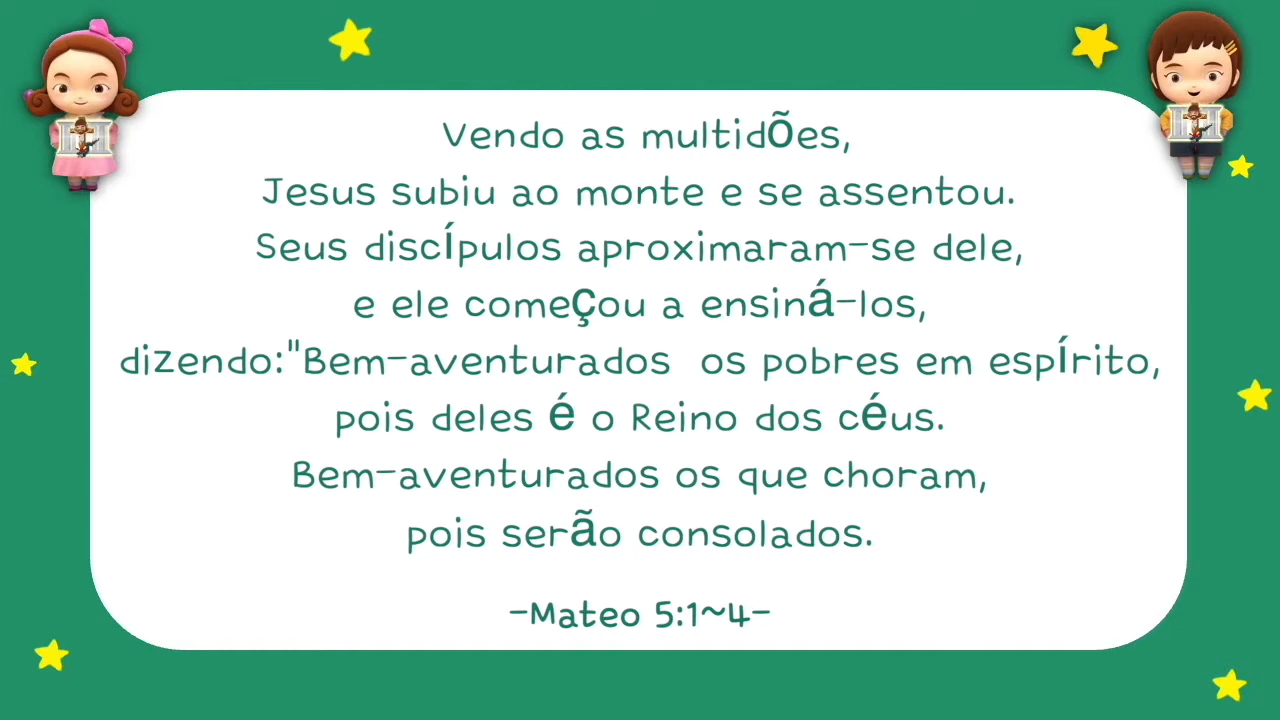 Vendo as multidões,
Jesus subiu ao monte e se assentou.
Seus discípulos aproximaram-se dele,
e ele começou a ensiná-los,
dizendo:"Bem-aventurados  os pobres em espírito,
pois deles é o Reino dos céus.
Bem-aventurados os que choram,
pois serão consolados.
-Mateo 5:1~4-